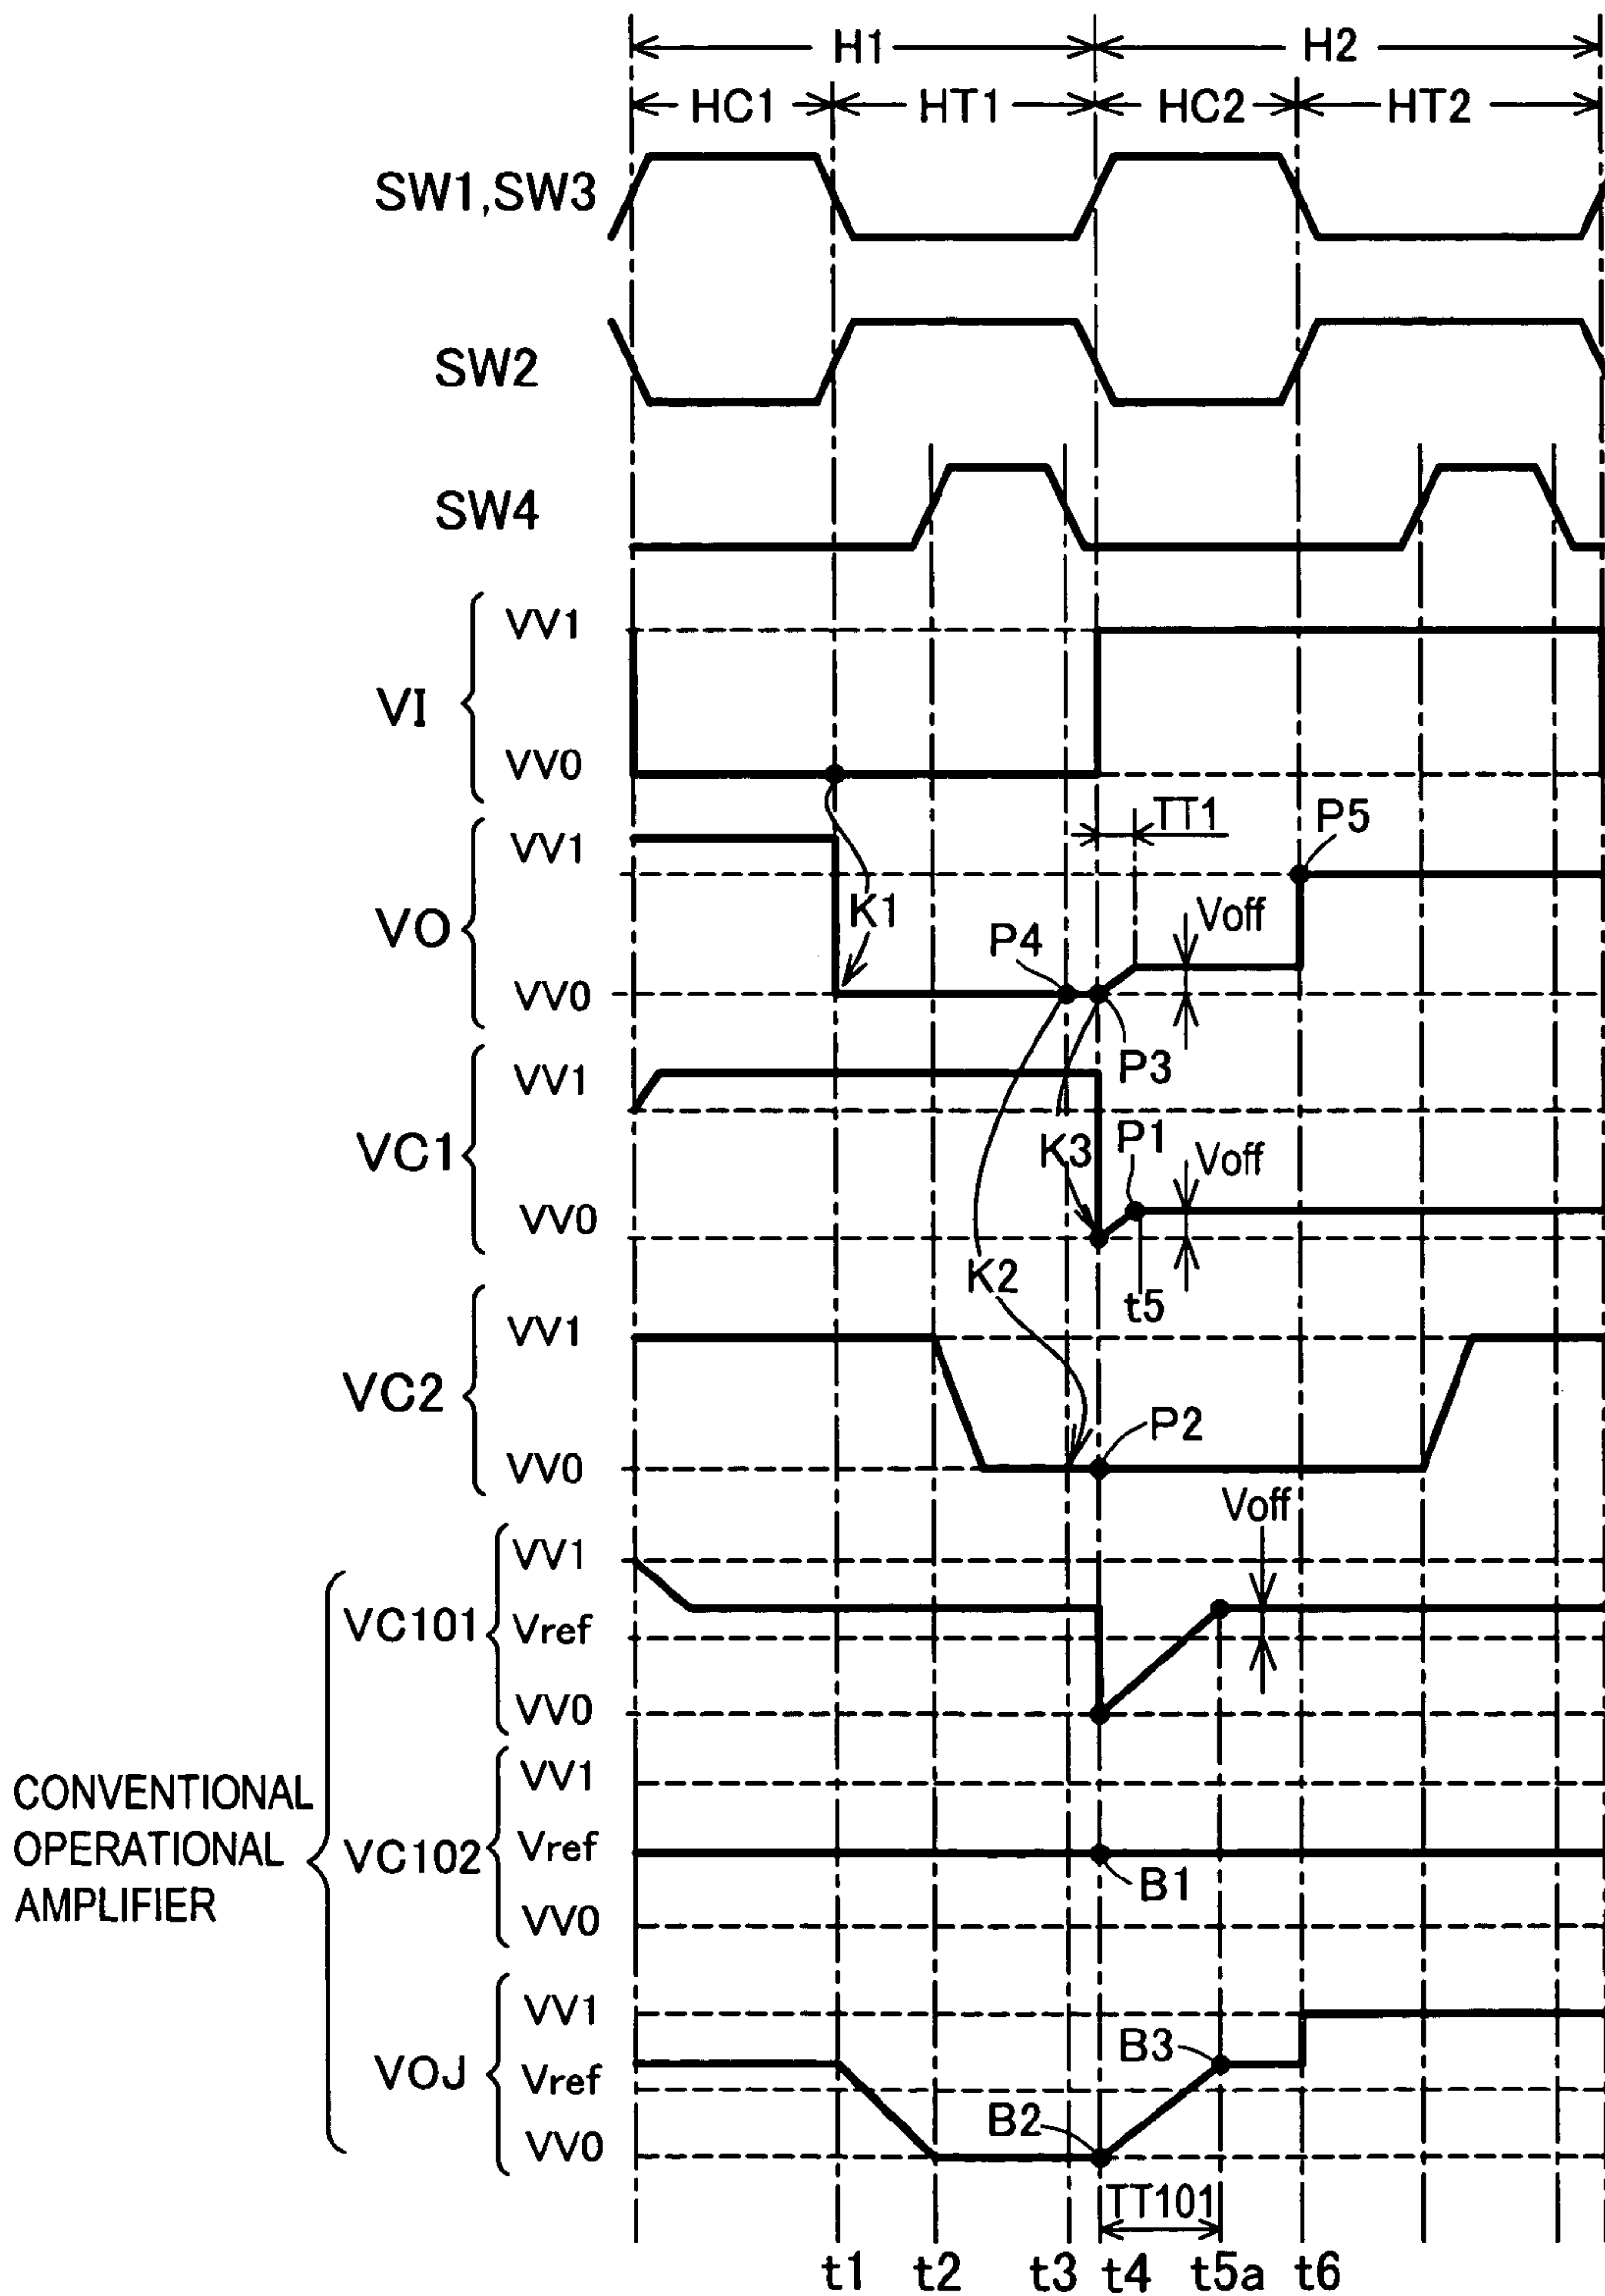 H1 H2
HC1 HT1 HC2 HT2
SW1,SW3
SW2
SW4
VI
VV1
VV0
TT1
P5
VO
VV1
K1
Voff
P4
VV0
P3
VC1
VV1
K3
P1
Voff
VV0
K2
t5
VC2
VV1
P2
VV0
Voff
CONVENTIONAL
OPERATIONAL
AMPLIFIER
VC101
VV1
Vref
VV0
VC102
VV1
Vref
B1
VV0
VOJ
VV1
B3
Vref
B2
VV0
TT101
t1 t2 t3 t4 t5a t6